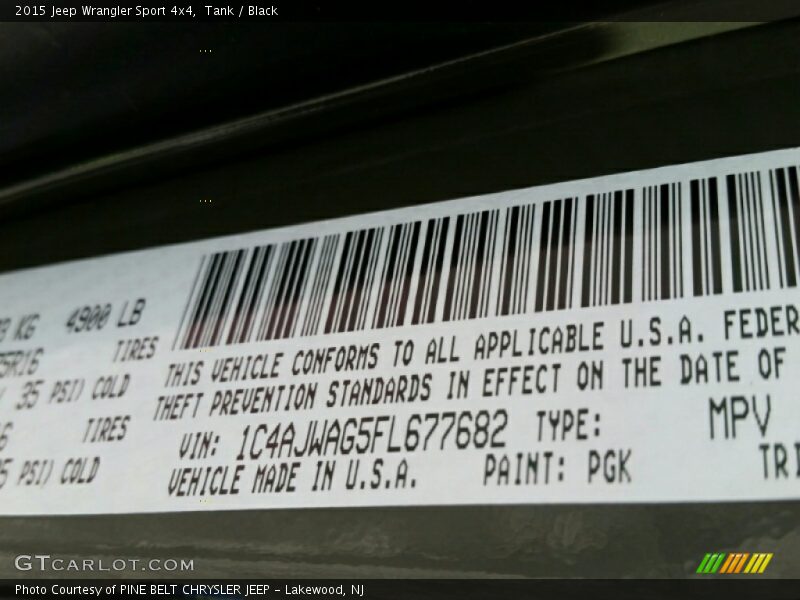 2015 Jeep Wrangler Sport 4x4,  Tank / Black
KG 4900 LB
TIRES
35 PSI) COLD
TIRES
PSI) COLD
THIS VEHICLE CONFORMS TO ALL APPLICABLE U.S.A. FEDER
THEFT PREVENTION STANDARDS IN EFFECT ON THE DATE OF
VIN: 1C4AJWAG5FL677682 TYPE: MPV
VEHICLE MADE IN U.S.A. PAINT: PGK TRI
GTCARLOT.COM
Photo Courtesy of PINE BELT CHRYSLER JEEP - Lakewood, NJ